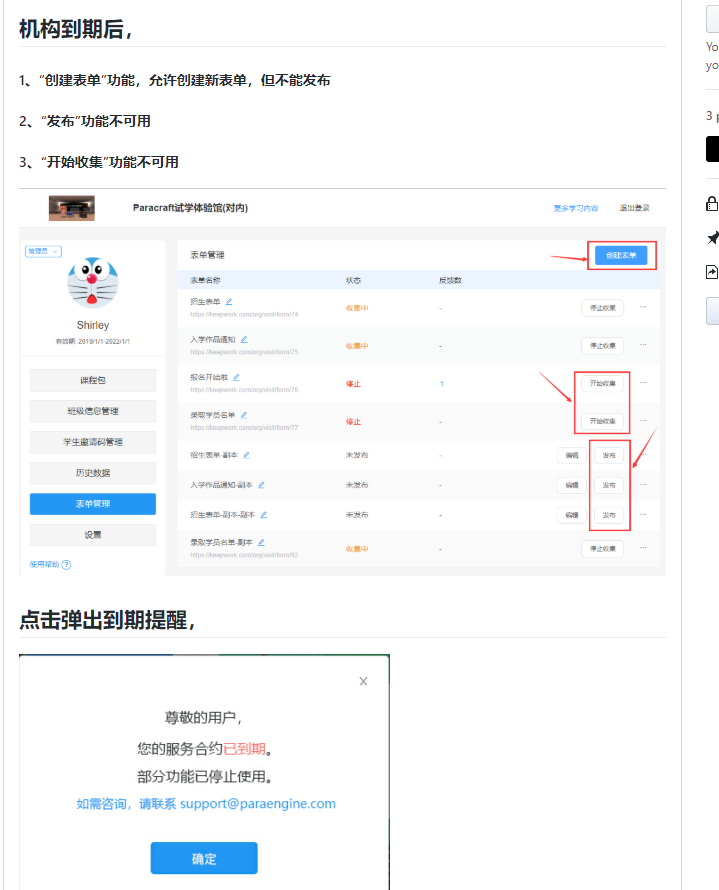 机构到期后，
Yo
1、“创建表单”功能，允许创建新表单，但不能发布
yo
2、“发布”功能不可用
3 p
3、“开始收集”功能不可用
Paracraft试学体验馆(对内) 更多学习内容 退出登录
管理员
Shirley
有效期: 2019/1/1-2022/1/1
课程包
班级信息管理
学生邀请码管理
历史数据
表单管理
设置
使用帮助 ?
表单管理 创建表单
表单名称 状态 反馈数
招生表单 收集中 - 停止收集 ...
https://keepwork.com/org/visit/form/74
入学作品通知 收集中 - 停止收集 ...
https://keepwork.com/org/visit/form/75
报名开始啦 停止 1 开始收集 ...
https://keepwork.com/org/visit/form/76
录取学员名单 停止 - 开始收集 ...
https://keepwork.com/org/visit/form/77
招生表单-副本 未发布 - 编辑 发布 ...
入学作品通知-副本 未发布 - 编辑 发布 ...
招生表单-副本-副本 未发布 - 编辑 发布 ...
录取学员名单-副本 收集中 - 停止收集 ...
https://keepwork.com/org/visit/form/82
点击弹出到期提醒，
尊敬的用户，
您的服务合约已到期。
部分功能已停止使用。
如需咨询，请联系 support@paraengine.com
确定